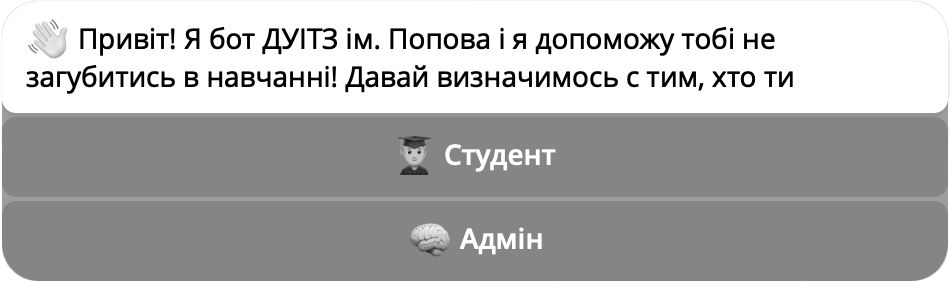 👋 Привіт! Я бот ДУІТЗ ім. Попова і я допоможу тобі не
загубитись в навчанні! Давай визначимось с тим, хто ти
👨‍🎓 Студент
🧠 Адмін